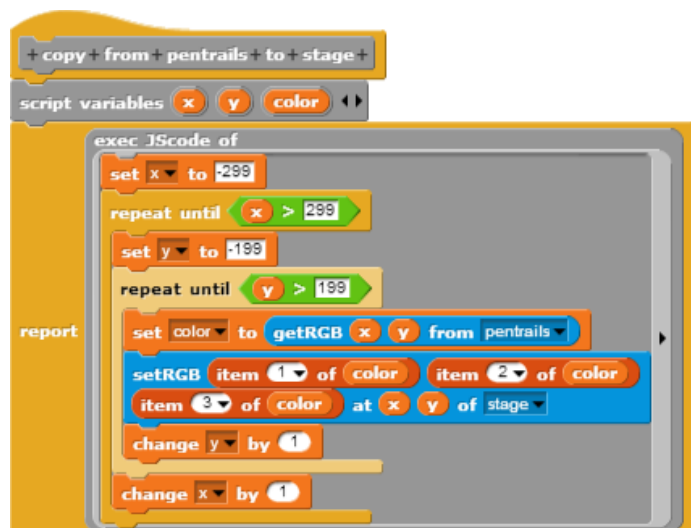 + copy + from + pentrails + to + stage +
script variables x y color
exec JScode of
set x to -299
repeat until x > 299
set y to -199
repeat until y > 199
report
set color to getRGB x y from pentrails
setRGB item 1 of color item 2 of color
item 3 of color at x y of stage
change y by 1
change x by 1